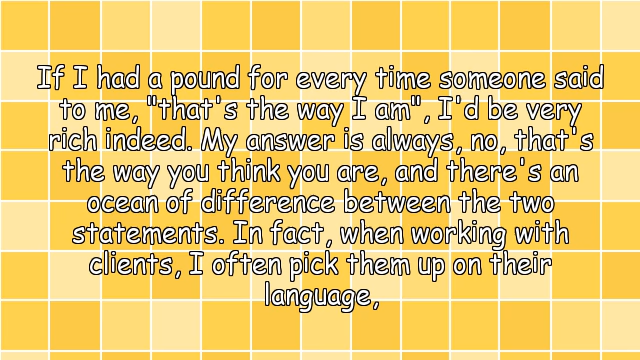 If I had a pound for every time someone said
to me, "that's the way I am", I'd be very
rich indeed. My answer is always, no, that's
the way you think you are, and there's an
ocean of difference between the two
statements. In fact, when working with
clients, I often pick them up on their
language,